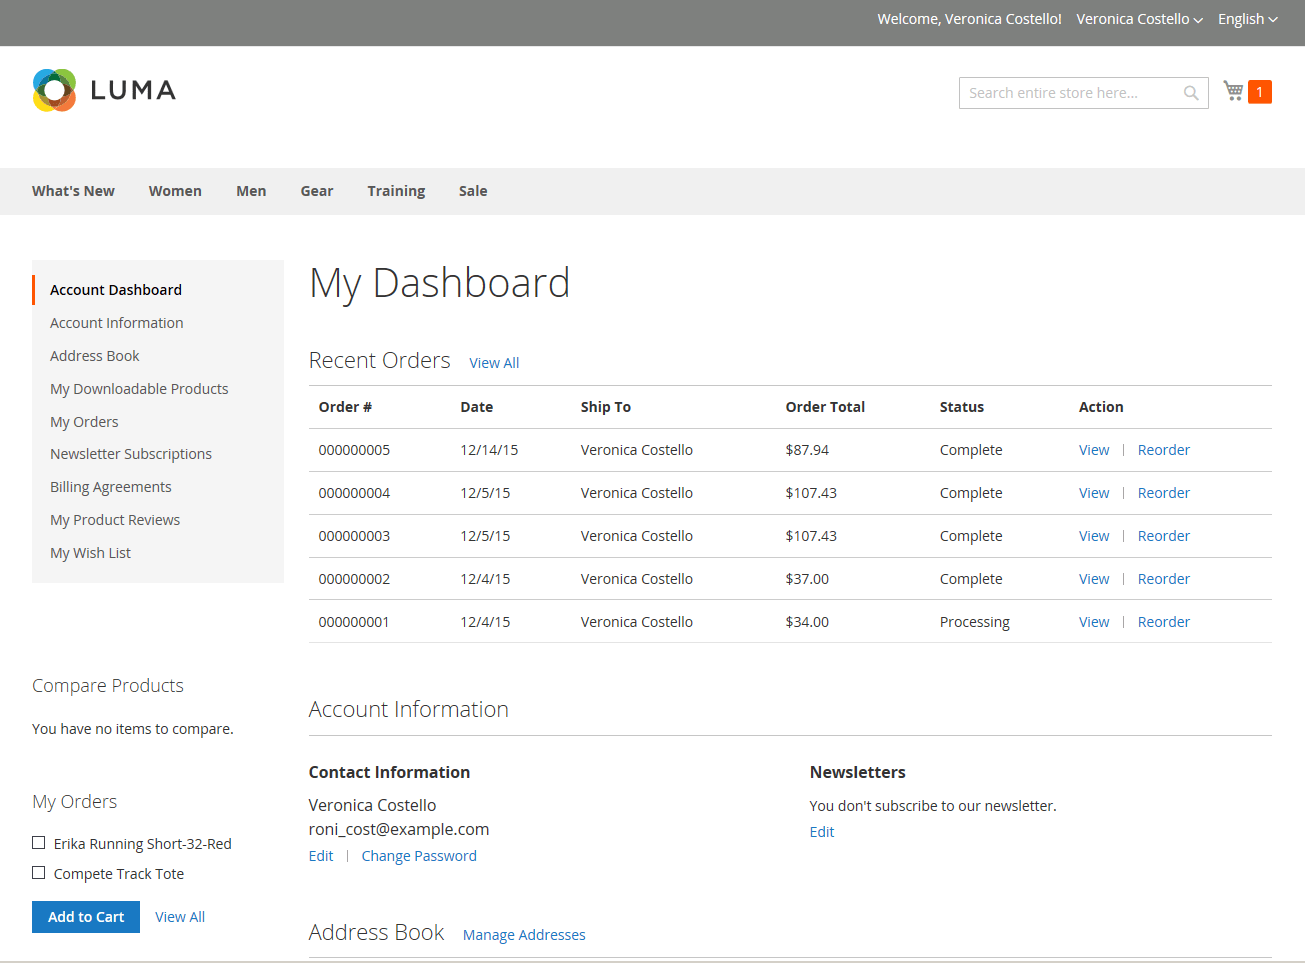 Welcome, Veronica Costello! Veronica Costello English
LUMA
Search entire store here...
1
What's New Women Men Gear Training Sale
Account Dashboard
Account Information
Address Book
My Downloadable Products
My Orders
Newsletter Subscriptions
Billing Agreements
My Product Reviews
My Wish List
Compare Products
You have no items to compare.
My Orders
Erika Running Short-32-Red
Compete Track Tote
Add to Cart View All
My Dashboard
Recent Orders View All
Order # Date Ship To Order Total Status Action
000000005 12/14/15 Veronica Costello $87.94 Complete View | Reorder
000000004 12/5/15 Veronica Costello $107.43 Complete View | Reorder
000000003 12/5/15 Veronica Costello $107.43 Complete View | Reorder
000000002 12/4/15 Veronica Costello $37.00 Complete View | Reorder
000000001 12/4/15 Veronica Costello $34.00 Processing View | Reorder
Account Information
Contact Information
Veronica Costello
roni_cost@example.com
Edit | Change Password
Newsletters
You don't subscribe to our newsletter.
Edit
Address Book Manage Addresses